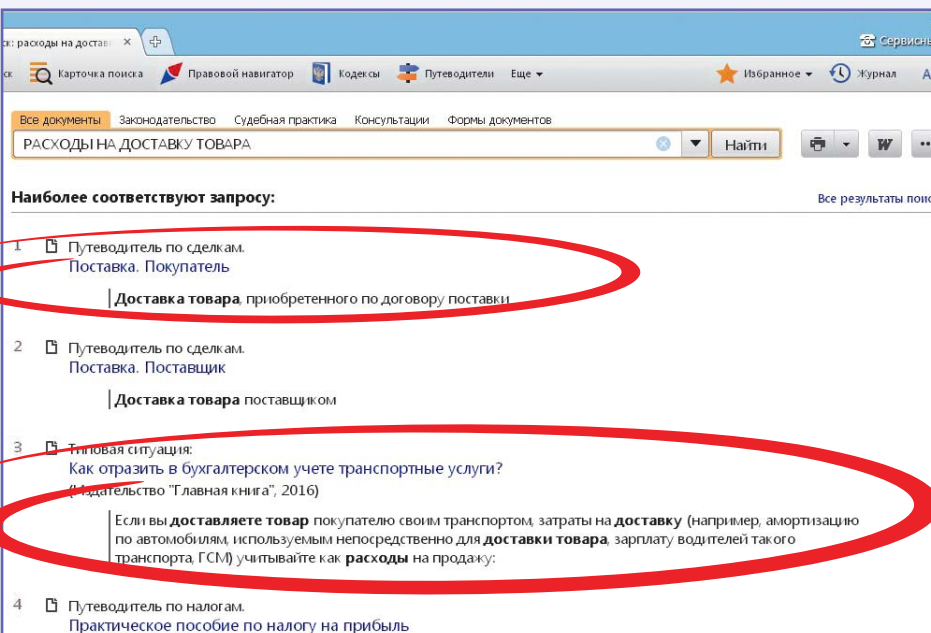 ск: расходы на достав
Сервисны
ск Карточка поиска Правовой навигатор Кодексы Путеводители Еще Избранное Журнал А
Все документы Законодательство Судебная практика Консультации Формы документов
РАСХОДЫ НА ДОСТАВКУ ТОВАРА Найти W
Наиболее соответствуют запросу: Все результаты поис
1 Путеводитель по сделкам.
Поставка. Покупатель
Доставка товара, приобретенного по договору поставки
2 Путеводитель по сделкам.
Поставка. Поставщик
Доставка товара поставщиком
3 Типовая ситуация:
Как отразить в бухгалтерском учете транспортные услуги?
(Издательство "Главная книга", 2016)
Если вы доставляете товар покупателю своим транспортом, затраты на доставку (например, амортизацию
по автомобилям, используемым непосредственно для доставки товара, зарплату водителей такого
транспорта, ГСМ) учитывайте как расходы на продажу:
4 Путеводитель по налогам.
Практическое пособие по налогу на прибыль